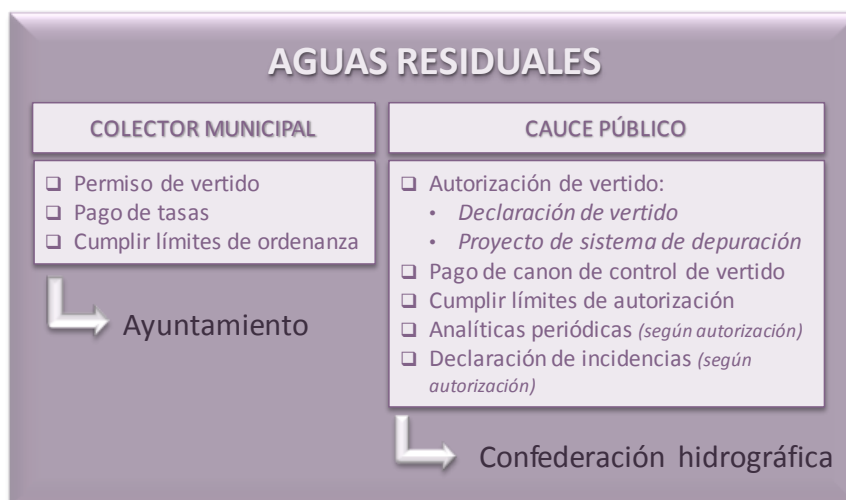 AGUAS RESIDUALES
COLECTOR MUNICIPAL
Permiso de vertido
Pago de tasas
Cumplir límites de ordenanza
Ayuntamiento
CAUCE PÚBLICO
Autorización de vertido:
• Declaración de vertido
• Proyecto de sistema de depuración
Pago de canon de control de vertido
Cumplir límites de autorización
Analíticas periódicas (según autorización)
Declaración de incidencias (según
autorización)
Confederación hidrográfica